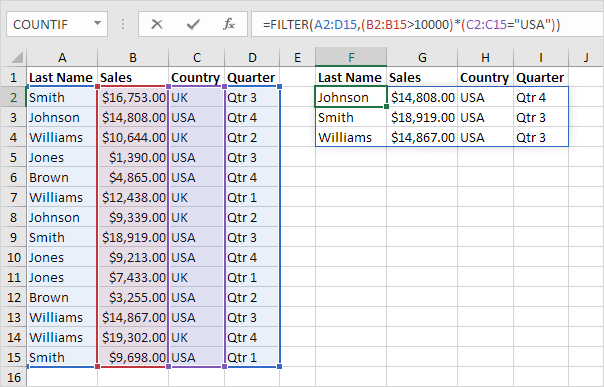 COUNTIF fx =FILTER(A2:D15,(B2:B15>10000)*(C2:C15="USA"))
A B C D E F G H I J
1 Last Name Sales Country Quarter Last Name Sales Country Quarter
2 Smith $16,753.00 UK Qtr 3 Johnson $14,808.00 USA Qtr 4
3 Johnson $14,808.00 USA Qtr 4 Smith $18,919.00 USA Qtr 3
4 Williams $10,644.00 UK Qtr 2 Williams $14,867.00 USA Qtr 3
5 Jones $1,390.00 USA Qtr 3
6 Brown $4,865.00 USA Qtr 4
7 Williams $12,438.00 UK Qtr 1
8 Johnson $9,339.00 UK Qtr 2
9 Smith $18,919.00 USA Qtr 3
10 Jones $9,213.00 USA Qtr 4
11 Jones $7,433.00 UK Qtr 1
12 Brown $3,255.00 USA Qtr 2
13 Williams $14,867.00 USA Qtr 3
14 Williams $19,302.00 UK Qtr 4
15 Smith $9,698.00 USA Qtr 1
16